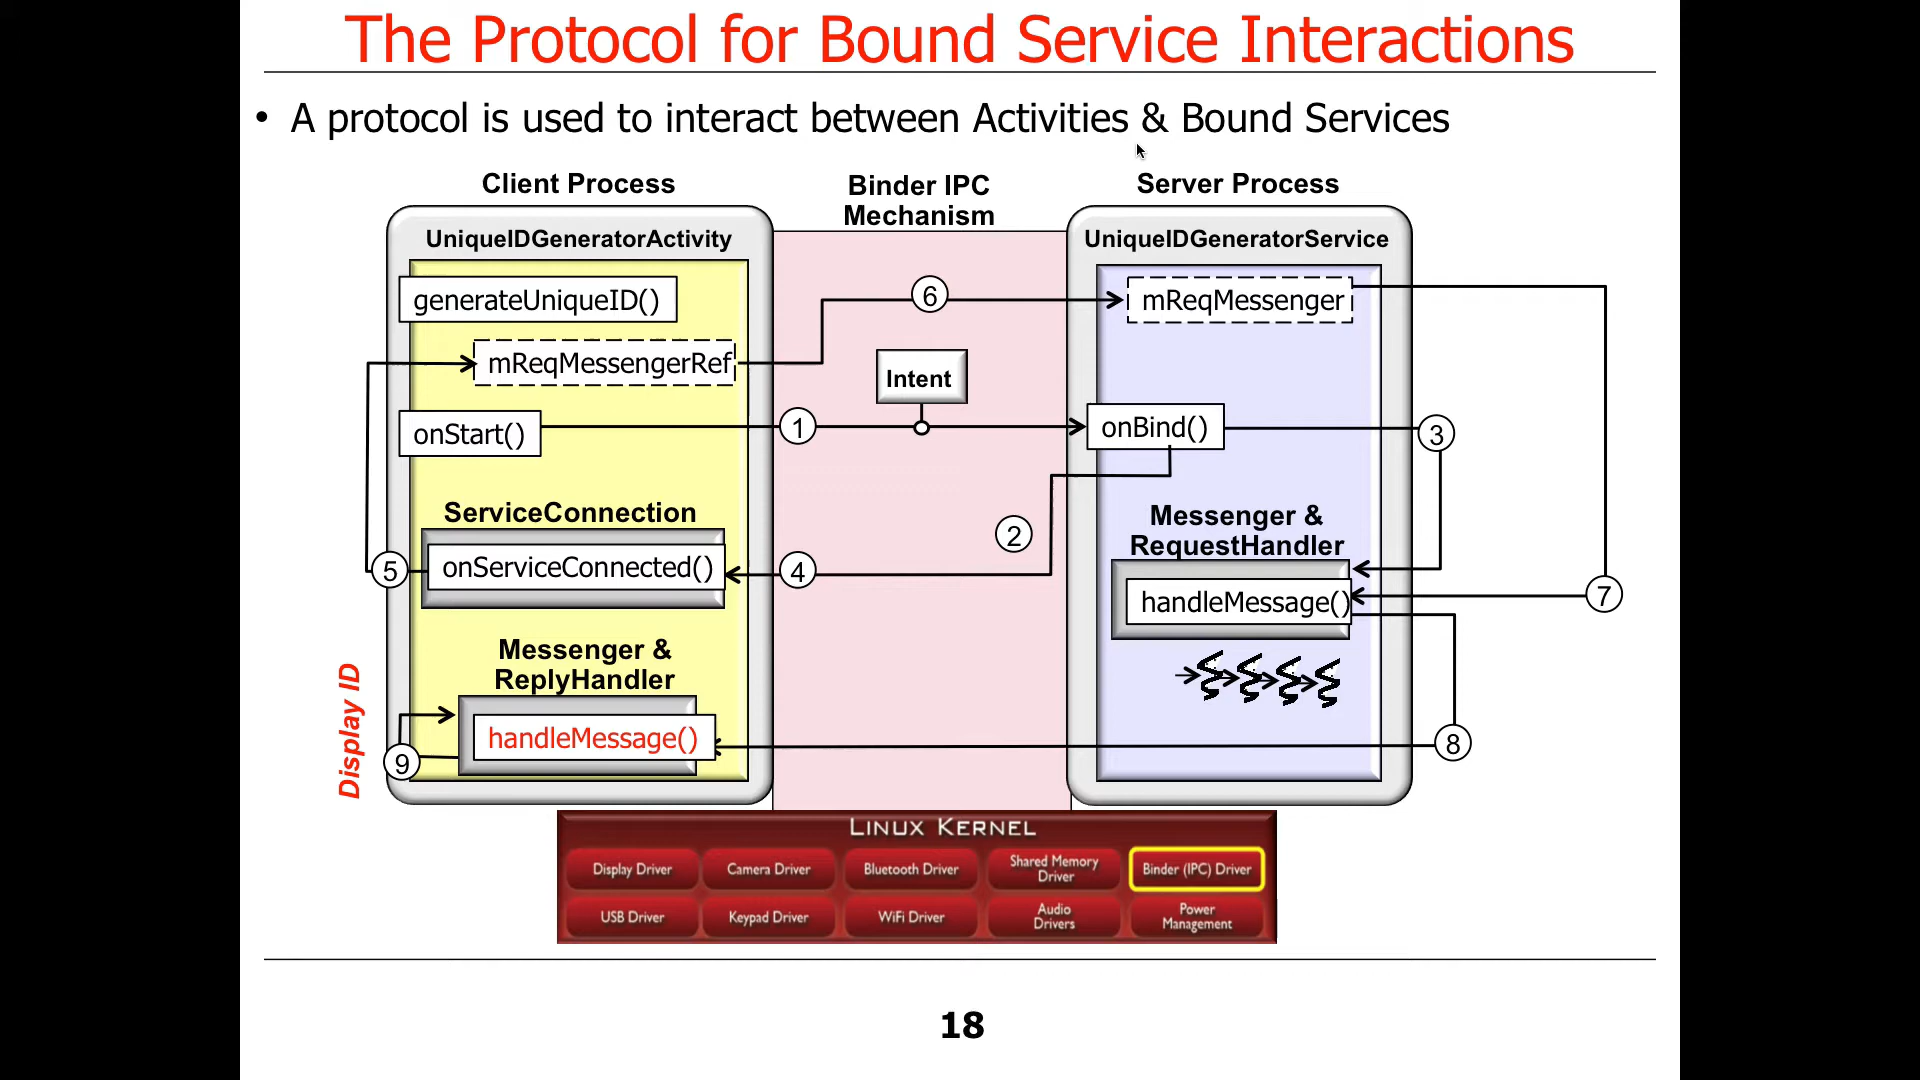 The Protocol for Bound Service Interactions
• A protocol is used to interact between Activities & Bound Services
Client Process
Binder IPC
Mechanism
Server Process
UniqueIDGeneratorActivity
UniqueIDGeneratorService
generateUniqueID()
6
mReqMessenger
mReqMessengerRef
Intent
onStart()
1
onBind()
3
ServiceConnection
2
Messenger &
RequestHandler
5
onServiceConnected()
4
handleMessage()
7
Messenger &
ReplyHandler
Display ID
handleMessage()
8
9
LINUX KERNEL
Display Driver
Camera Driver
Bluetooth Driver
Shared Memory
Driver
Binder (IPC) Driver
USB Driver
Keypad Driver
WiFi Driver
Audio
Drivers
Power
Management
18